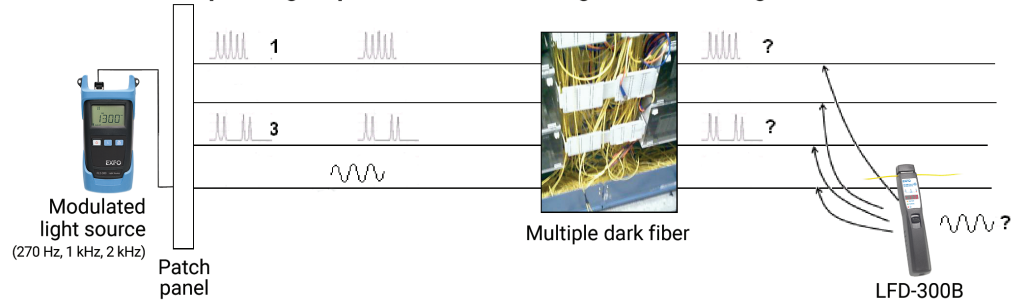 1
?
1300
3
?
EXFO
Modulated
light source
(270 Hz, 1 kHz, 2 kHz)
Multiple dark fiber
?
Patch
panel
LFD-300B